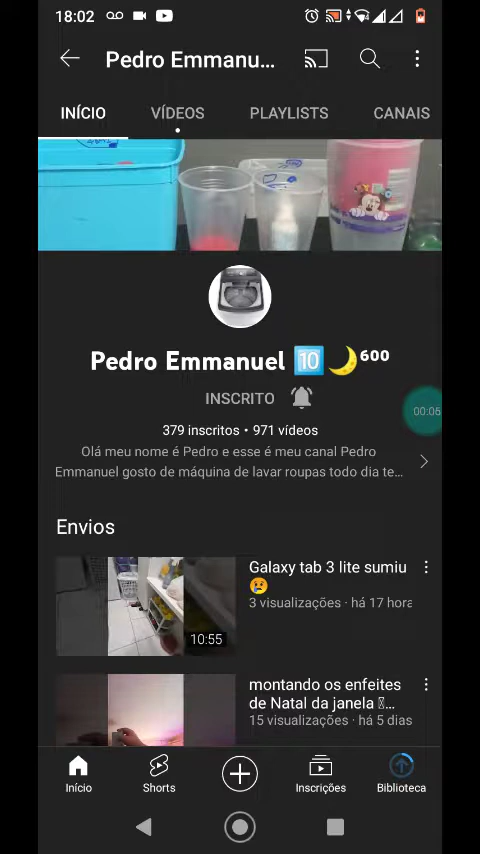 18:02
Pedro Emmanu...
INÍCIO VÍDEOS PLAYLISTS CANAIS
Pedro Emmanuel 🔟🌙⁶⁰⁰
INSCRITO
00:06
379 inscritos • 971 vídeos
Olá meu nome é Pedro e esse é meu canal Pedro
Emmanuel gosto de máquina de lavar roupas todo dia te...
Envios
Galaxy tab 3 lite sumiu
😢
3 visualizações · há 17 hora
10:55
montando os enfeites
de Natal da janela ...
15 visualizações · há 5 dias
Início Shorts Inscrições Biblioteca